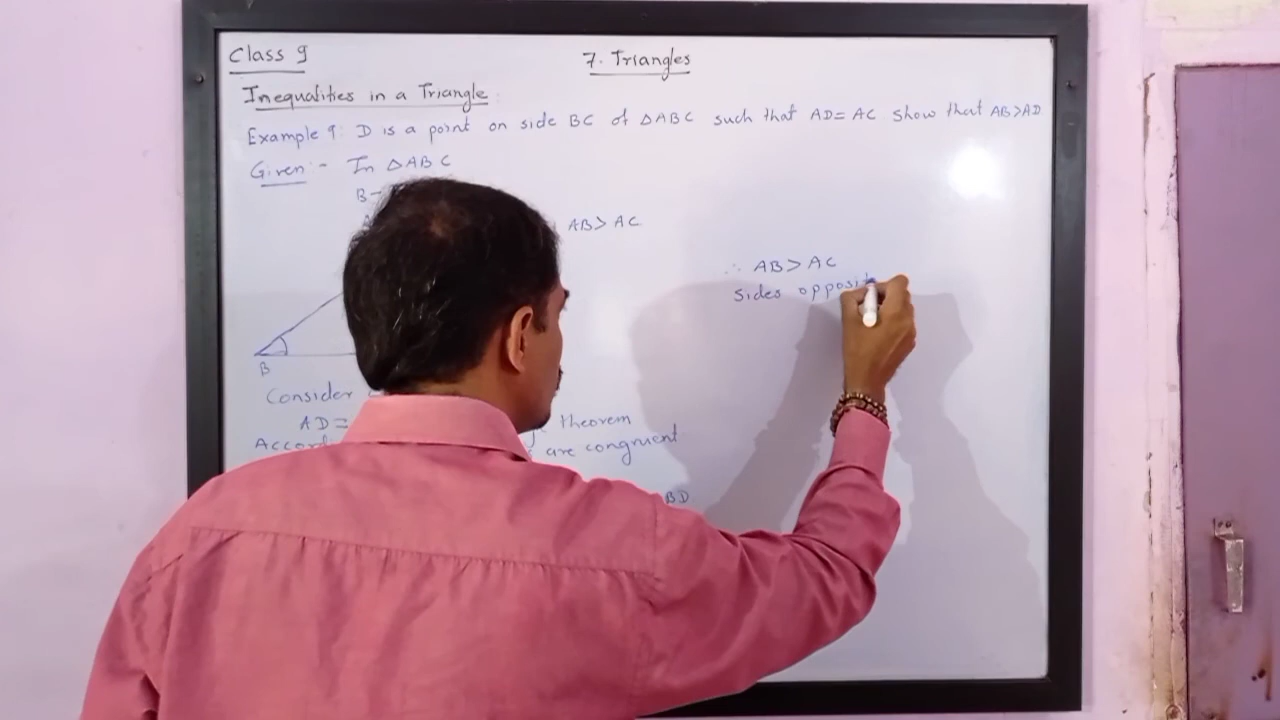 Class 9
7. Triangles
Inequalities in a Triangle
Example 9: D is a point on side BC of △ABC such that AD = AC show that AB>AD
Given:- In △ABC
B-
AB > AC
∴ AB > AC
Sides opposit
B
Consider
AD = theorem
Accord are congruent
BD